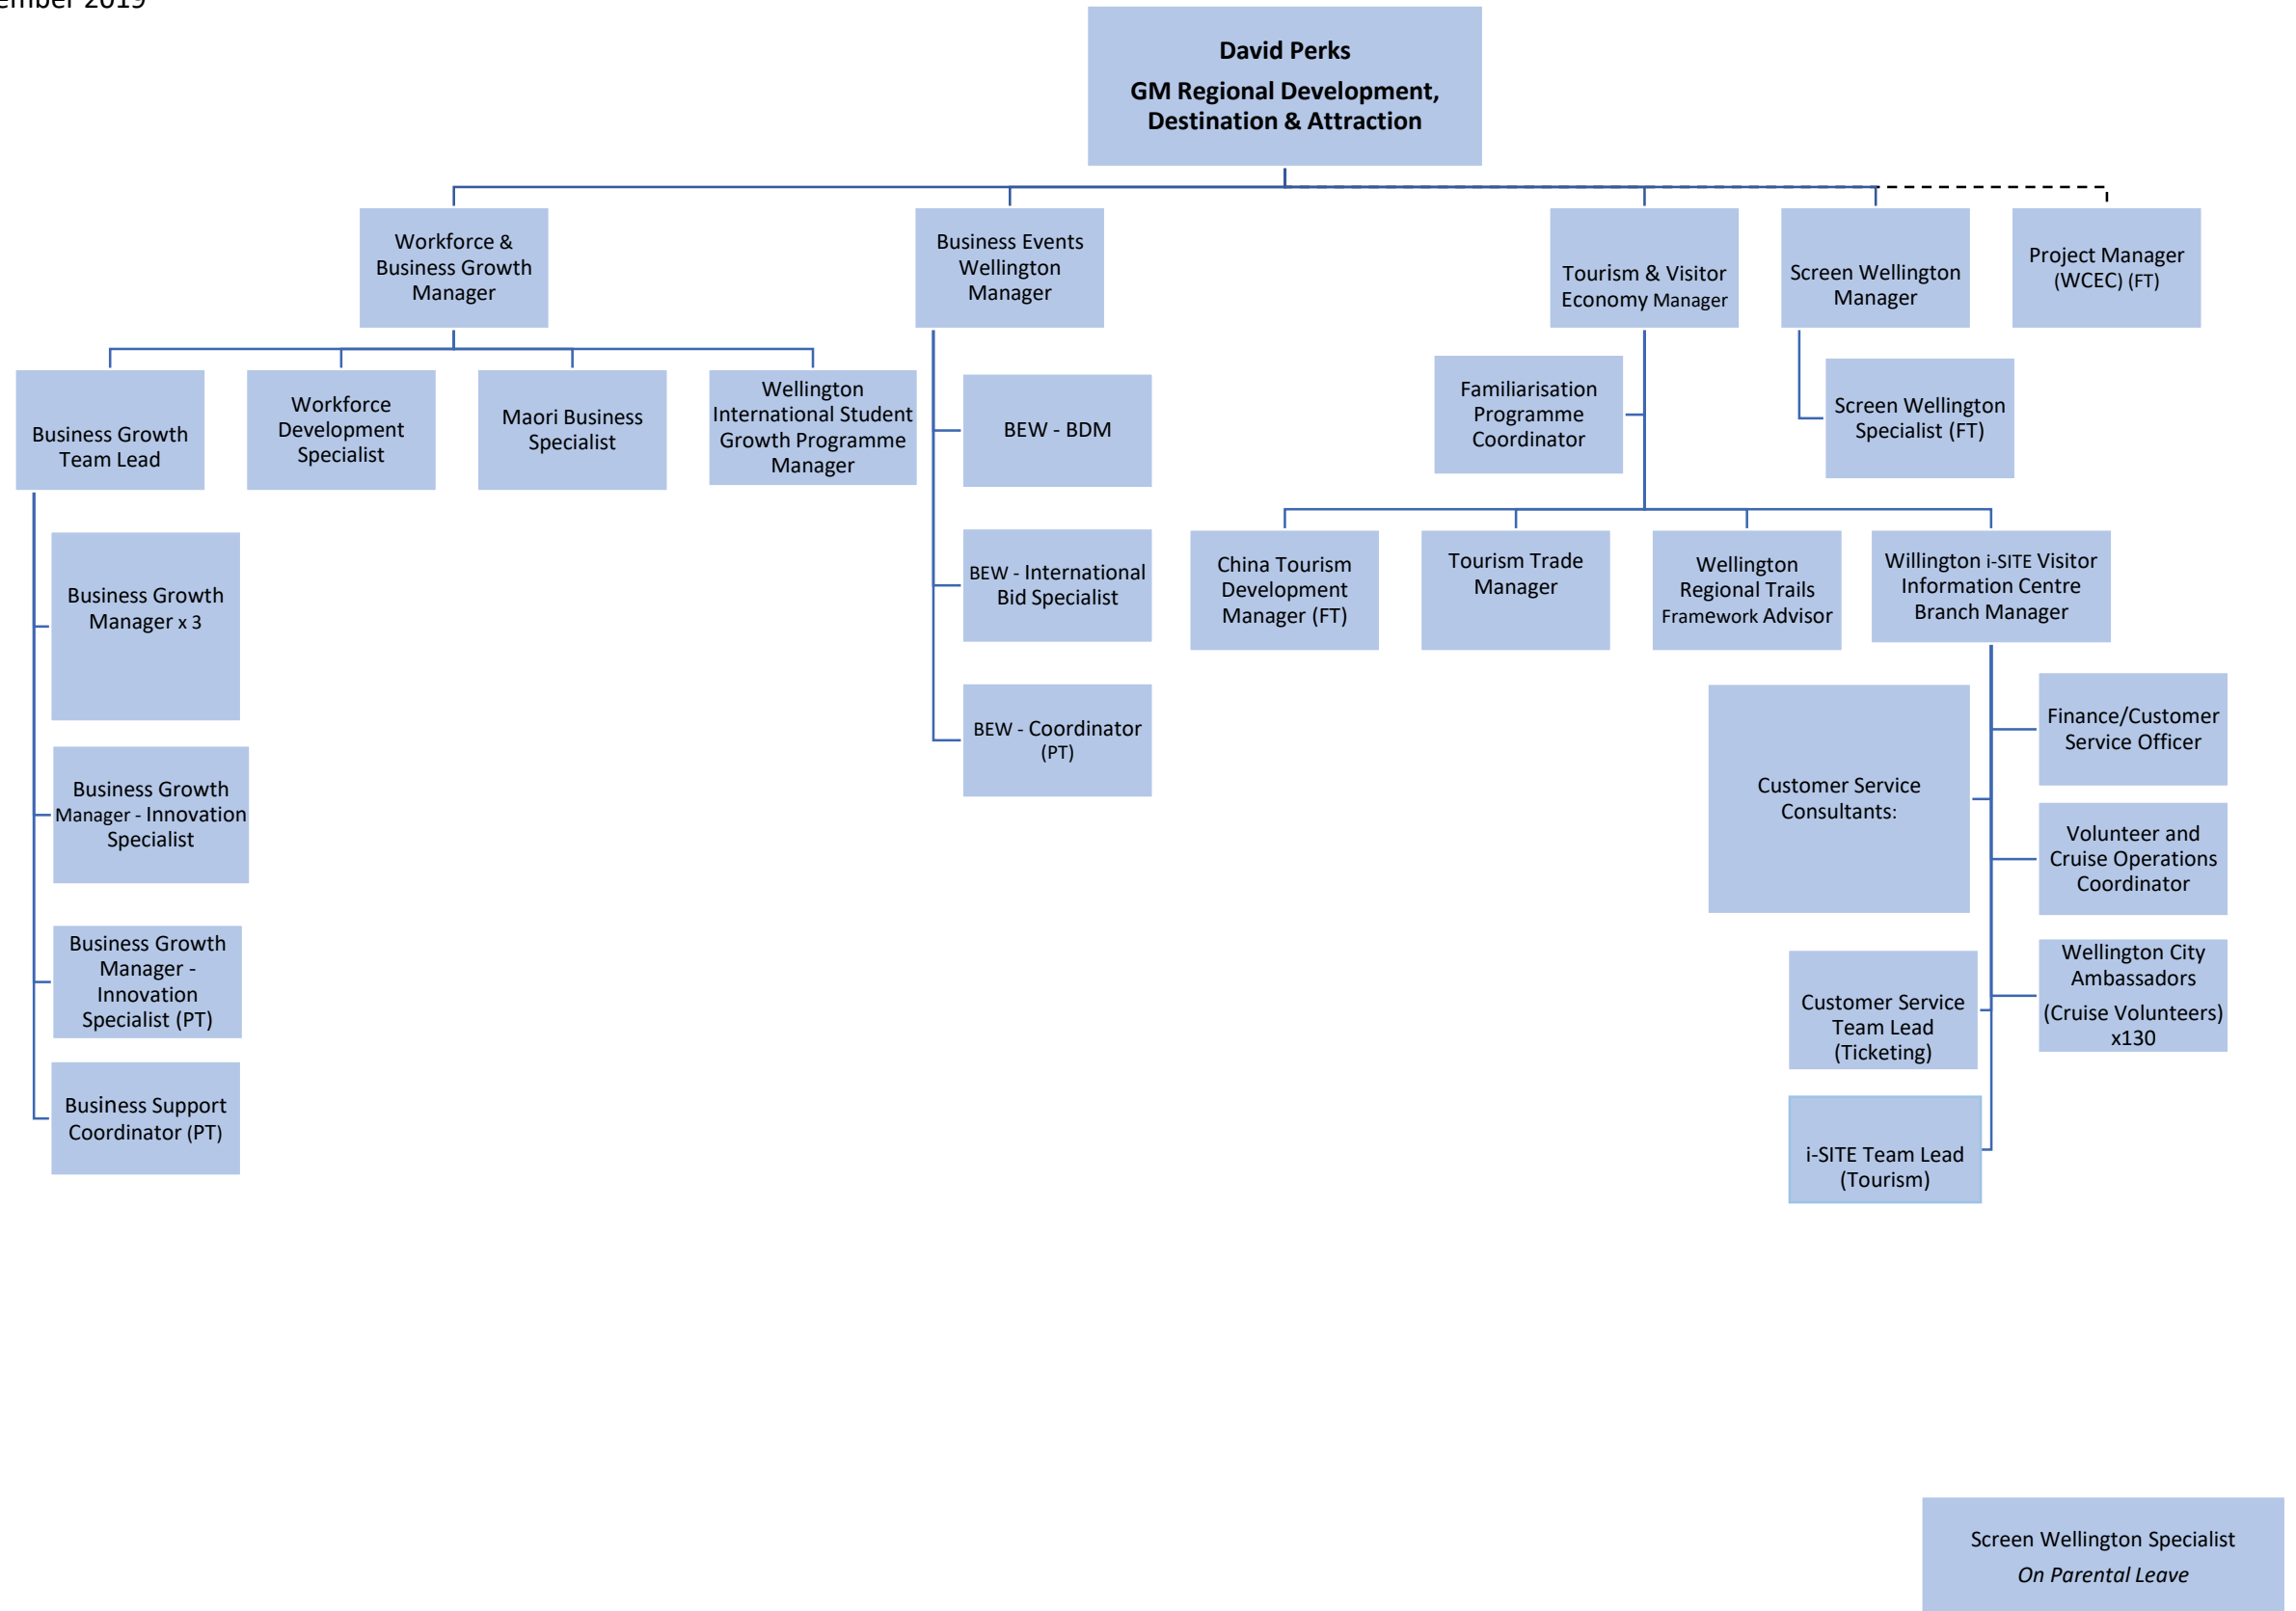 ember 2019
David Perks
GM Regional Development,
Destination & Attraction
Workforce &
Business Growth
Manager
Business Events
Wellington
Manager
Tourism & Visitor
Economy Manager
Screen Wellington
Manager
Project Manager
(WCEC) (FT)
Business Growth
Team Lead
Workforce
Development
Specialist
Maori Business
Specialist
Wellington
International Student
Growth Programme
Manager
BEW - BDM
Familiarisation
Programme
Coordinator
Screen Wellington
Specialist (FT)
Business Growth
Manager x 3
BEW - International
Bid Specialist
China Tourism
Development
Manager (FT)
Tourism Trade
Manager
Wellington
Regional Trails
Framework Advisor
Willington i-SITE Visitor
Information Centre
Branch Manager
Business Growth
Manager - Innovation
Specialist
BEW - Coordinator
(PT)
Customer Service
Consultants:
Finance/Customer
Service Officer
Volunteer and
Cruise Operations
Coordinator
Business Growth
Manager -
Innovation
Specialist (PT)
Customer Service
Team Lead
(Ticketing)
Wellington City
Ambassadors
(Cruise Volunteers)
x130
Business Support
Coordinator (PT)
i-SITE Team Lead
(Tourism)
Screen Wellington Specialist
On Parental Leave